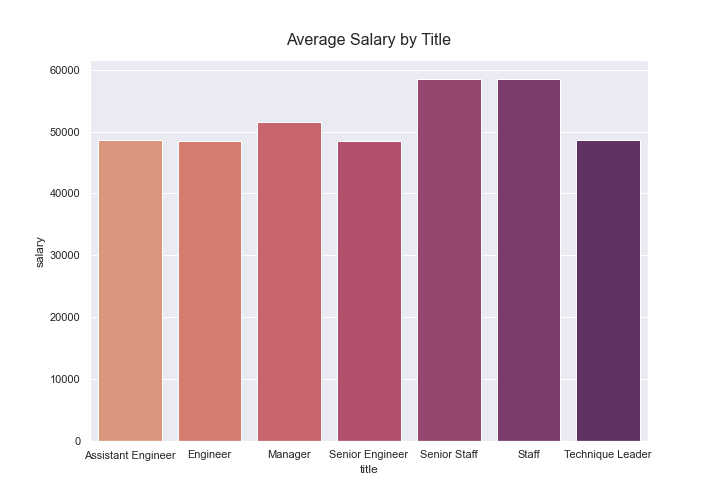 Average Salary by Title
60000
50000
40000
30000
20000
10000
0
salary
Assistant Engineer Engineer Manager Senior Engineer Senior Staff Staff Technique Leader
title